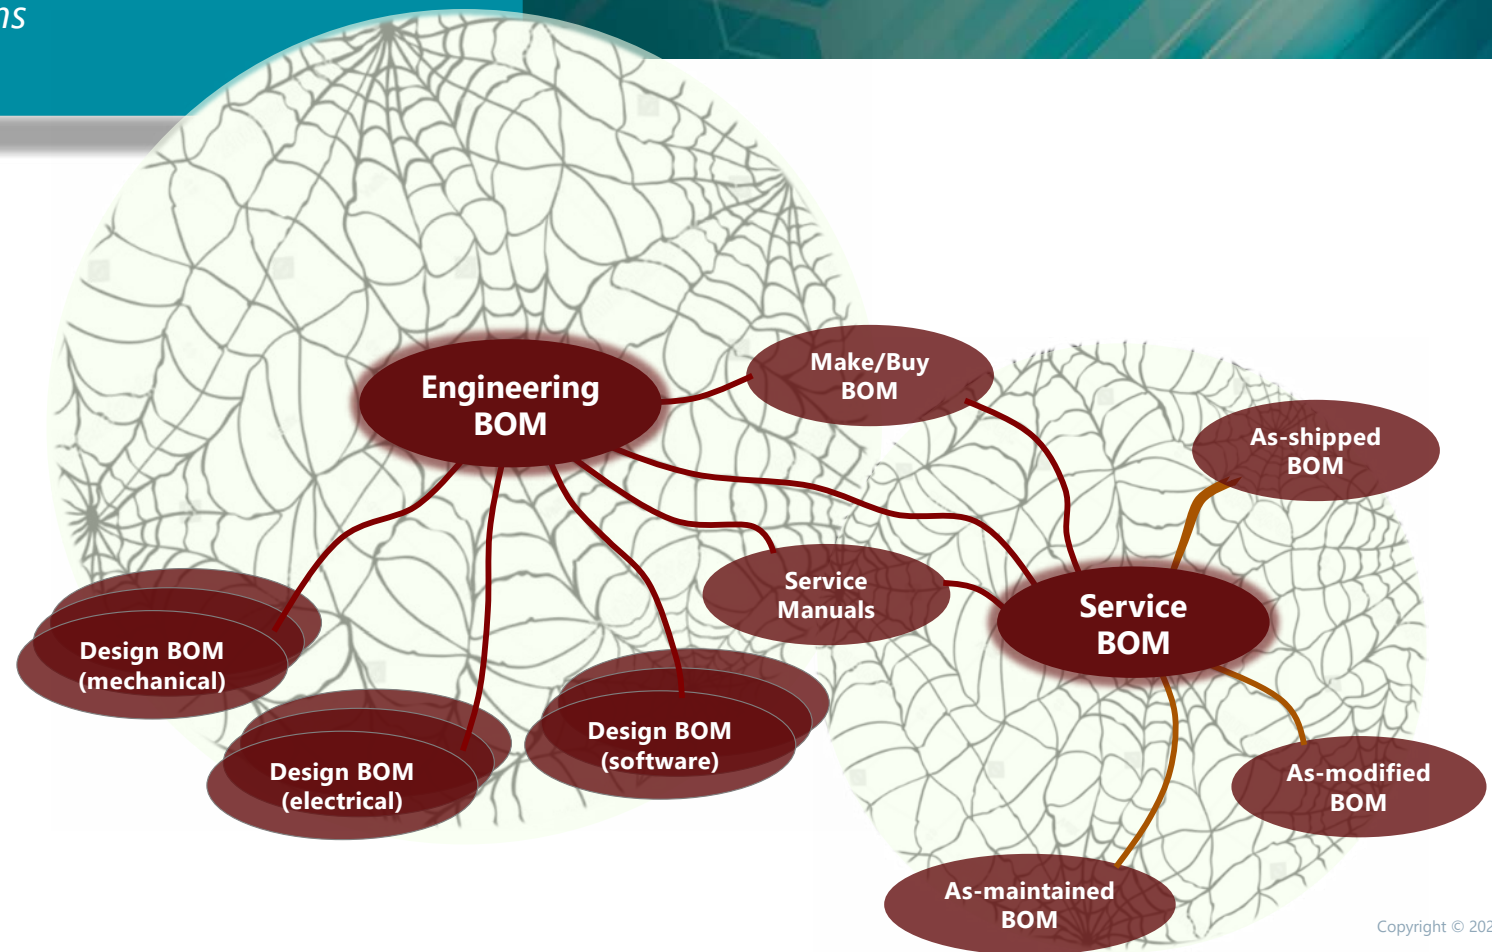 Engineering
BOM
Make/Buy
BOM
As-shipped
BOM
Service
Manuals
Service
BOM
Design BOM
(mechanical)
Design BOM
(electrical)
Design BOM
(software)
As-modified
BOM
As-maintained
BOM
Copyright ©